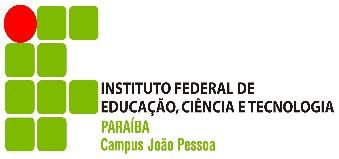 INSTITUTO FEDERAL DE
EDUCAÇÃO, CIÊNCIA E TECNOLOGIA
PARAÍBA
Campus João Pessoa